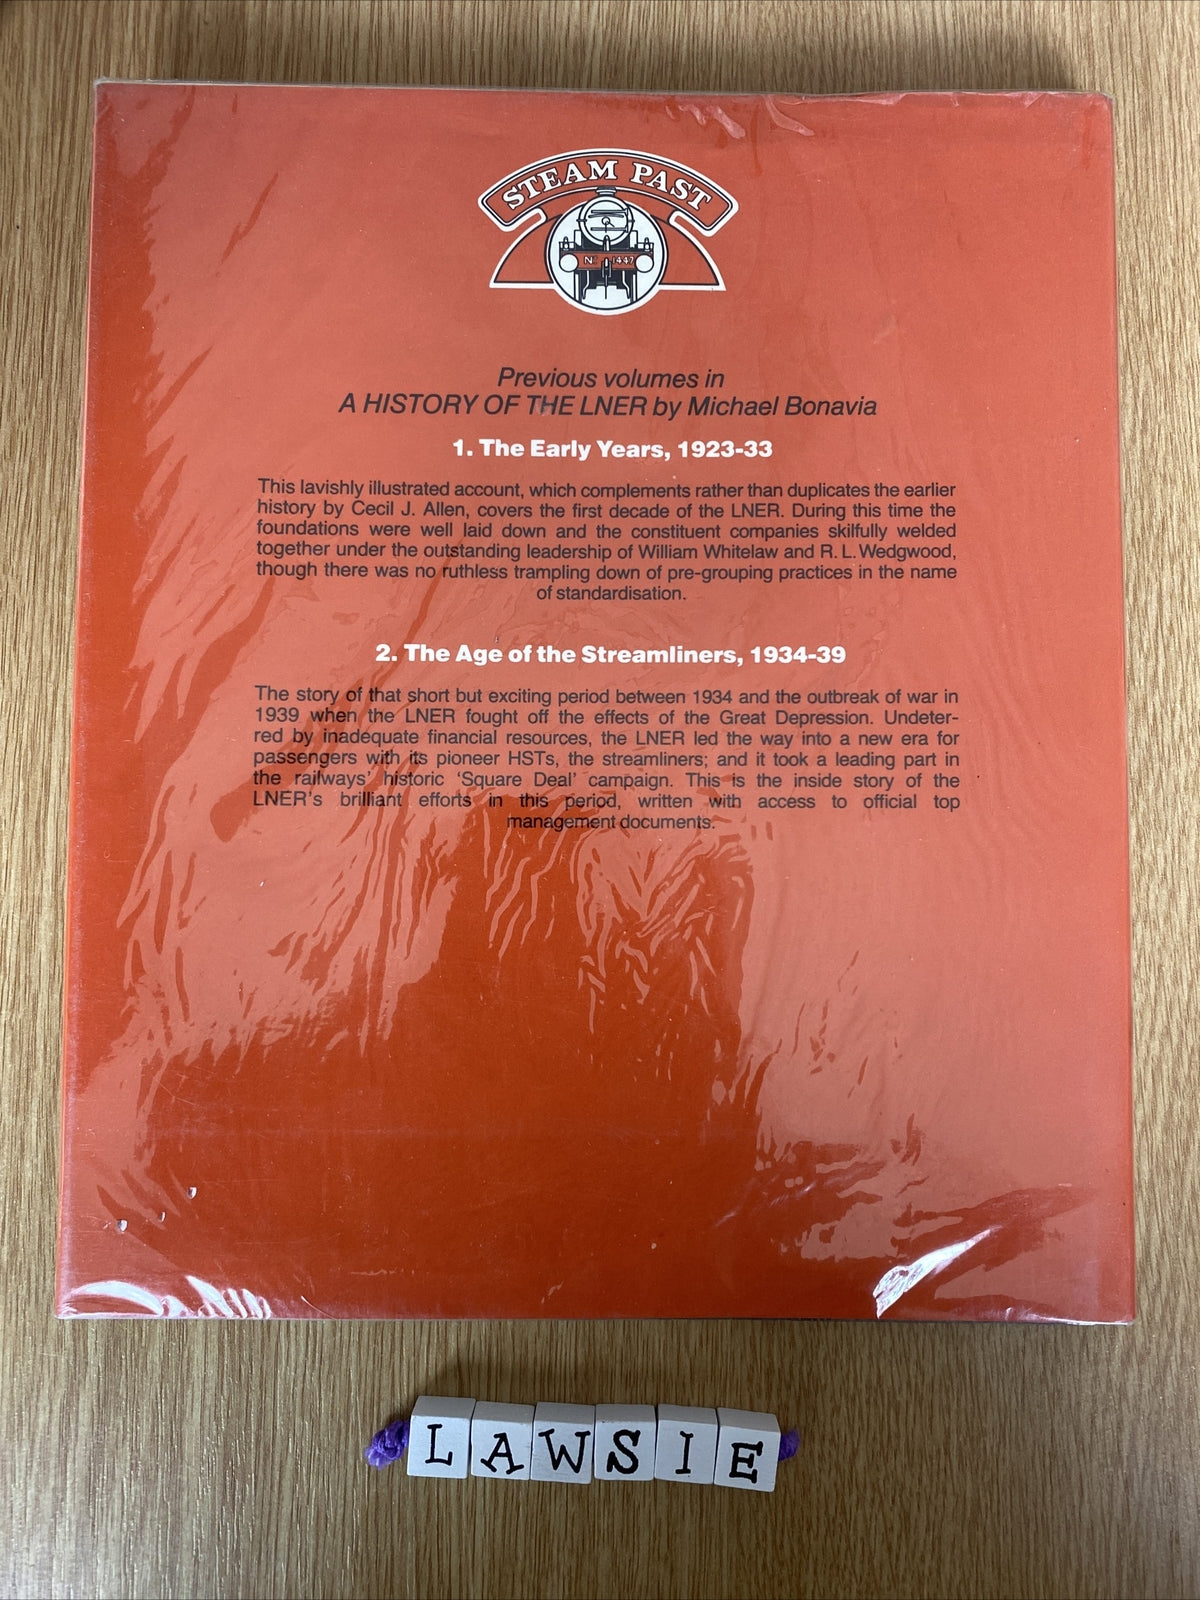 STEAM PAST
No 1447
Previous volumes in
A HISTORY OF THE LNER by Michael Bonavia
1. The Early Years, 1923-33
This lavishly illustrated account, which complements rather than duplicates the earlier
history by Cecil J. Allen, covers the first decade of the LNER. During this time the
foundations were well laid down and the constituent companies skilfully welded
together under the outstanding leadership of William Whitelaw and R. L. Wedgwood,
though there was no ruthless trampling down of pre-grouping practices in the name
of standardisation.
2. The Age of the Streamliners, 1934-39
The story of that short but exciting period between 1934 and the outbreak of war in
1939 when the LNER fought off the effects of the Great Depression. Undeter-
red by inadequate financial resources, the LNER led the way into a new era for
passengers with its pioneer HSTs, the streamliners; and it took a leading part in
the railways' historic 'Square Deal' campaign. This is the inside story of the
LNER's brilliant efforts in this period, written with access to official top
management documents.
LAWSIE